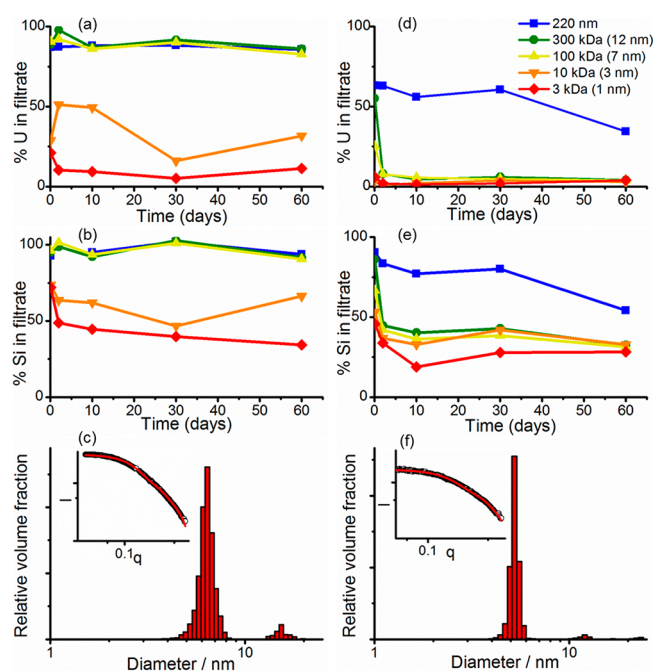 (a)
100
50
0
% U in filtrate
0 10 20 30 40 50 60
Time (days)
(d)
220 nm
300 kDa (12 nm)
100 kDa (7 nm)
10 kDa (3 nm)
3 kDa (1 nm)
100
50
0
% U in filtrate
0 10 20 30 40 50 60
Time (days)
(b)
100
50
0
% Si in filtrate
0 10 20 30 40 50 60
Time (days)
(e)
100
50
0
% Si in filtrate
0 10 20 30 40 50 60
Time (days)
(c)
Relative volume fraction
I
0.1 q
1 10
Diameter / nm
(f)
Relative volume fraction
I
0.1 q
1 10
Diameter / nm